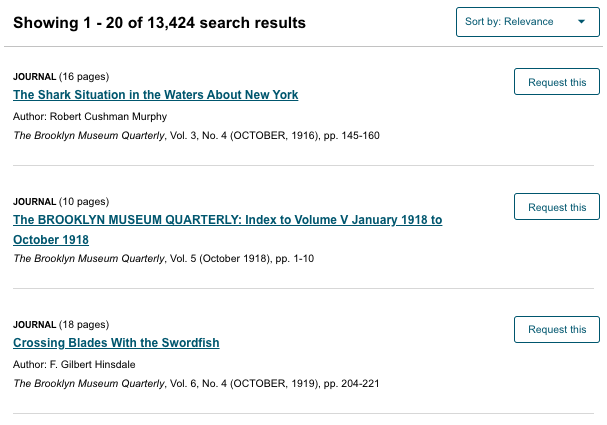 Showing 1 - 20 of 13,424 search results
Sort by: Relevance
JOURNAL (16 pages)
Request this
The Shark Situation in the Waters About New York
Author: Robert Cushman Murphy
The Brooklyn Museum Quarterly, Vol. 3, No. 4 (OCTOBER, 1916), pp. 145-160
JOURNAL (10 pages)
Request this
The BROOKLYN MUSEUM QUARTERLY: Index to Volume V January 1918 to
October 1918
The Brooklyn Museum Quarterly, Vol. 5 (October 1918), pp. 1-10
JOURNAL (18 pages)
Request this
Crossing Blades With the Swordfish
Author: F. Gilbert Hinsdale
The Brooklyn Museum Quarterly, Vol. 6, No. 4 (OCTOBER, 1919), pp. 204-221